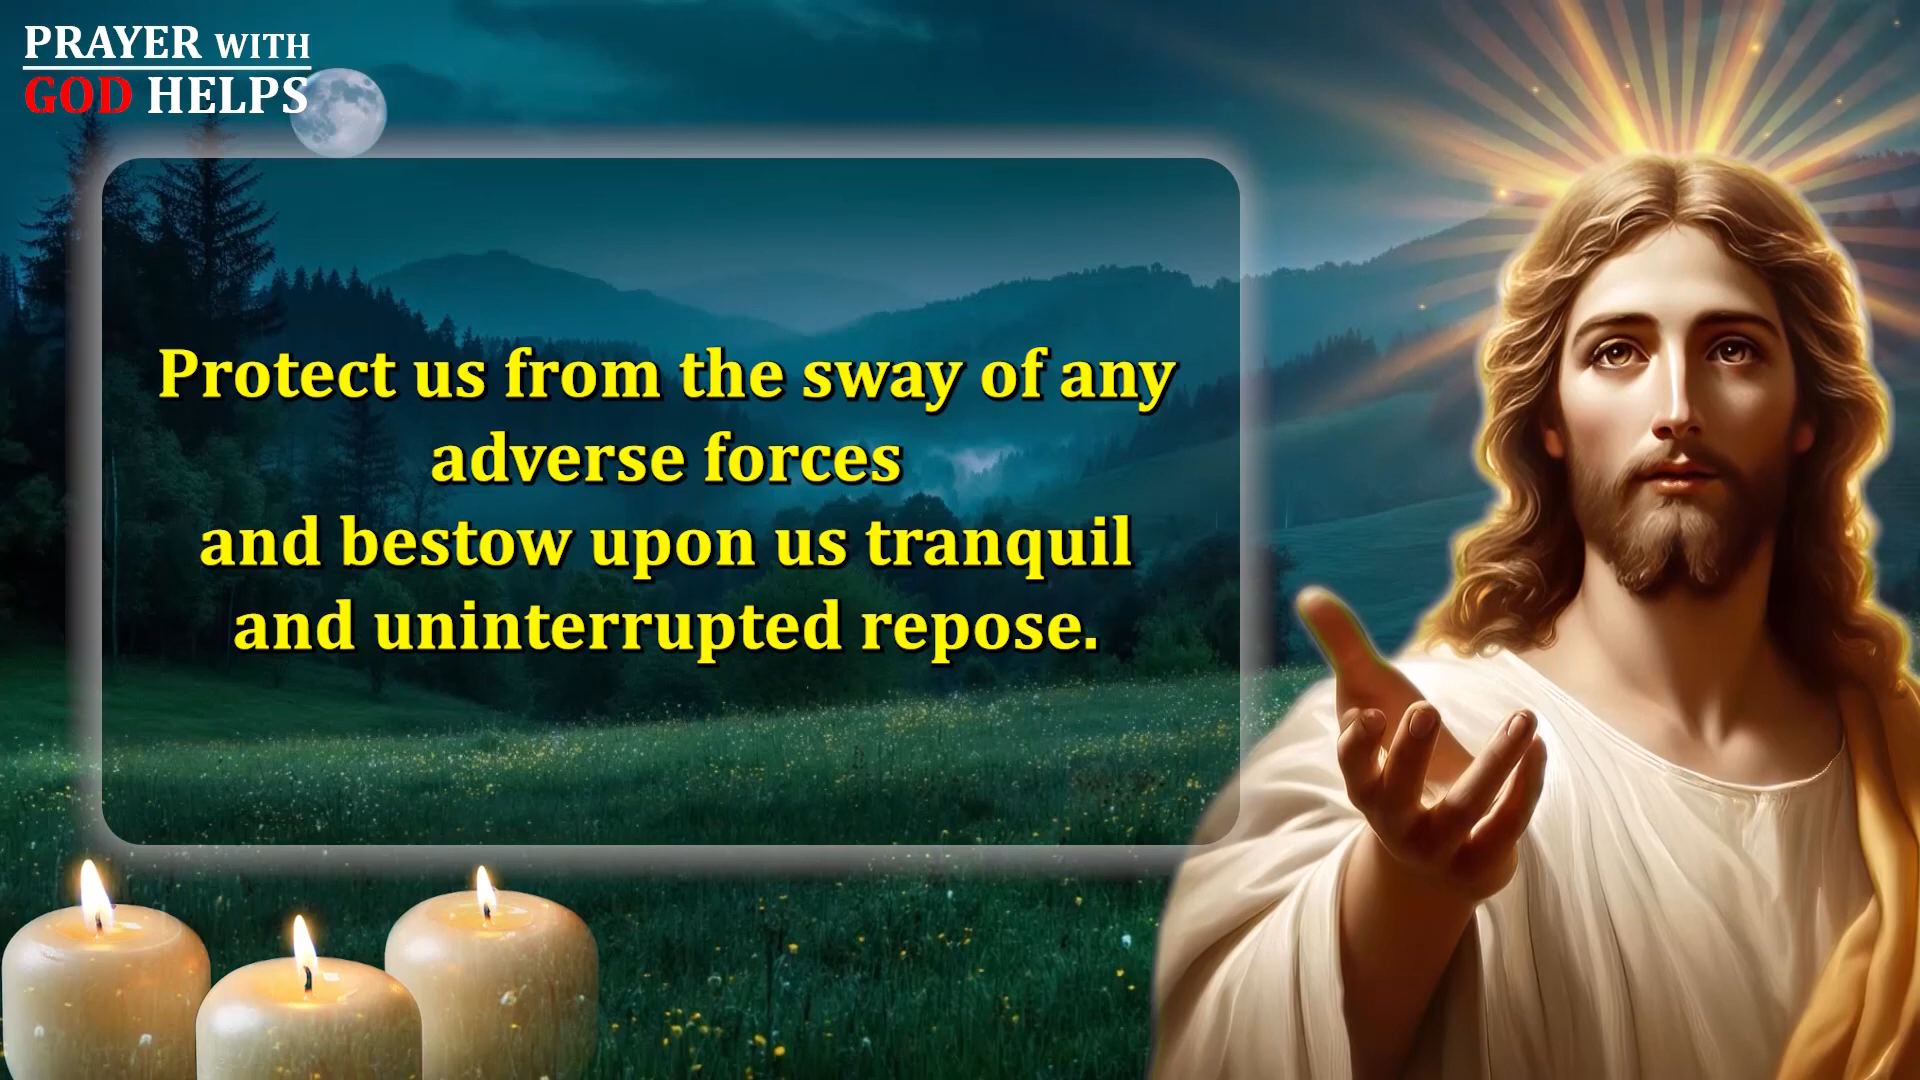 PRAYER WITH
GOD HELPS
Protect us from the sway of any
adverse forces
and bestow upon us tranquil
and uninterrupted repose.